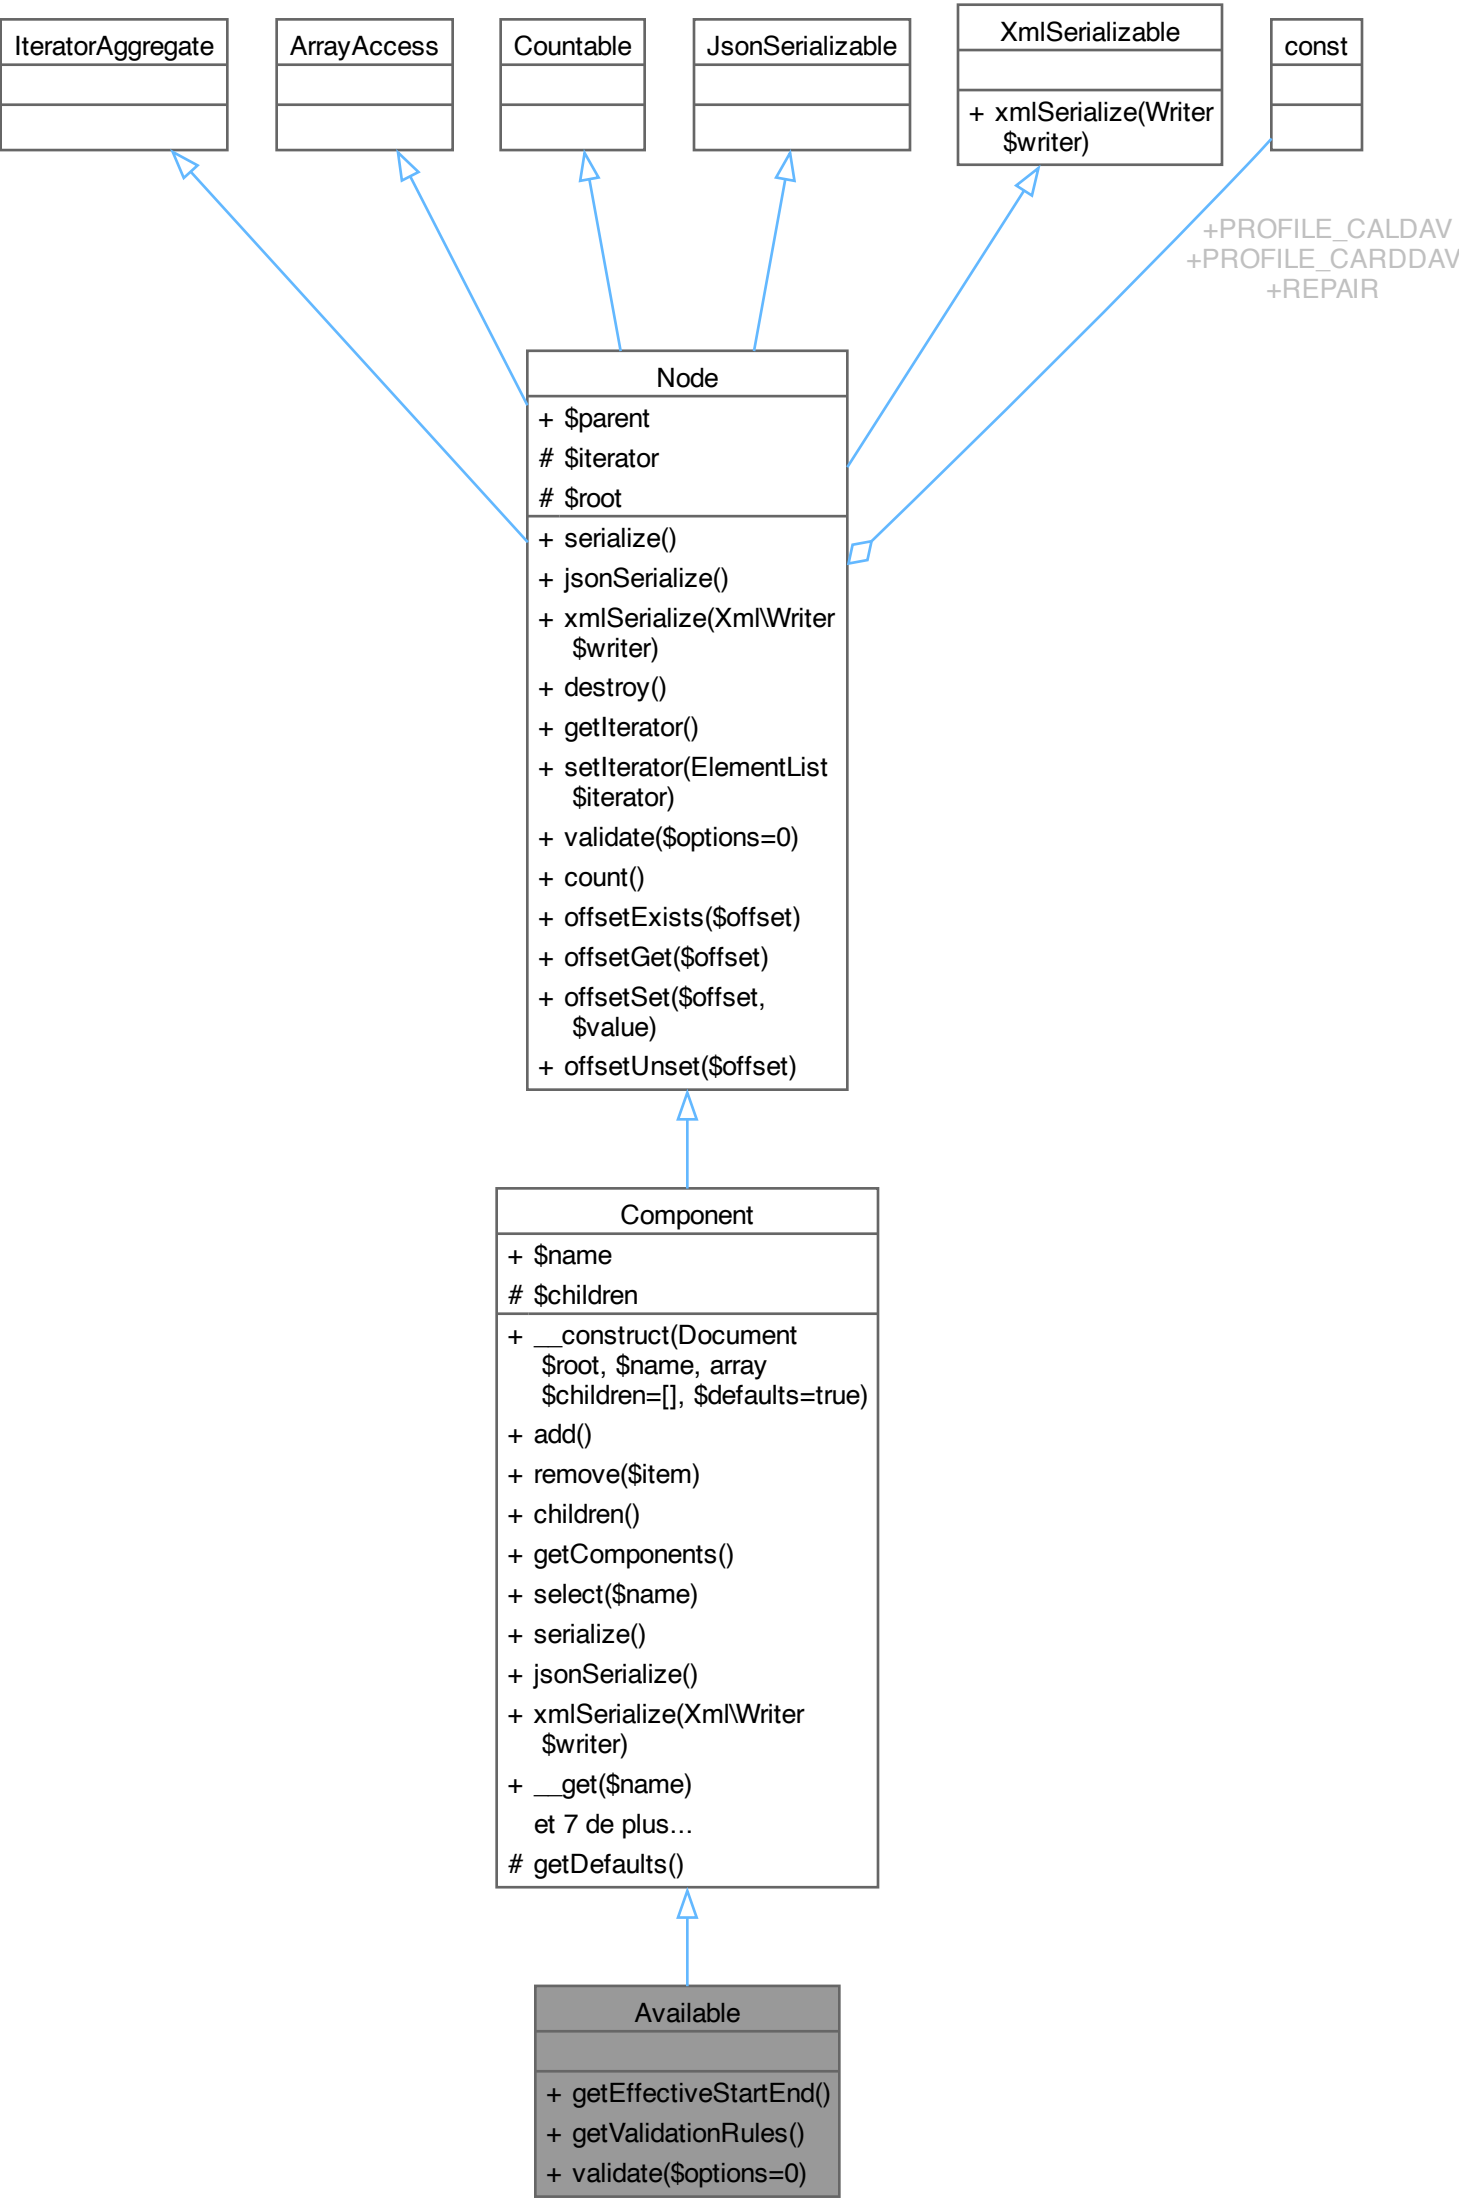 IteratorAggregate
ArrayAccess
Countable
JsonSerializable
XmlSerializable
+ xmlSerialize(Writer
$writer)
const
+PROFILE_CALDAV
+PROFILE_CARDDAV
+REPAIR
Node
+ $parent
# $iterator
# $root
+ serialize()
+ jsonSerialize()
+ xmlSerialize(Xml\Writer
$writer)
+ destroy()
+ getIterator()
+ setIterator(ElementList
$iterator)
+ validate($options=0)
+ count()
+ offsetExists($offset)
+ offsetGet($offset)
+ offsetSet($offset,
$value)
+ offsetUnset($offset)
Component
+ $name
# $children
+ __construct(Document
$root, $name, array
$children=[], $defaults=true)
+ add()
+ remove($item)
+ children()
+ getComponents()
+ select($name)
+ serialize()
+ jsonSerialize()
+ xmlSerialize(Xml\Writer
$writer)
+ __get($name)
et 7 de plus...
# getDefaults()
Available
+ getEffectiveStartEnd()
+ getValidationRules()
+ validate($options=0)